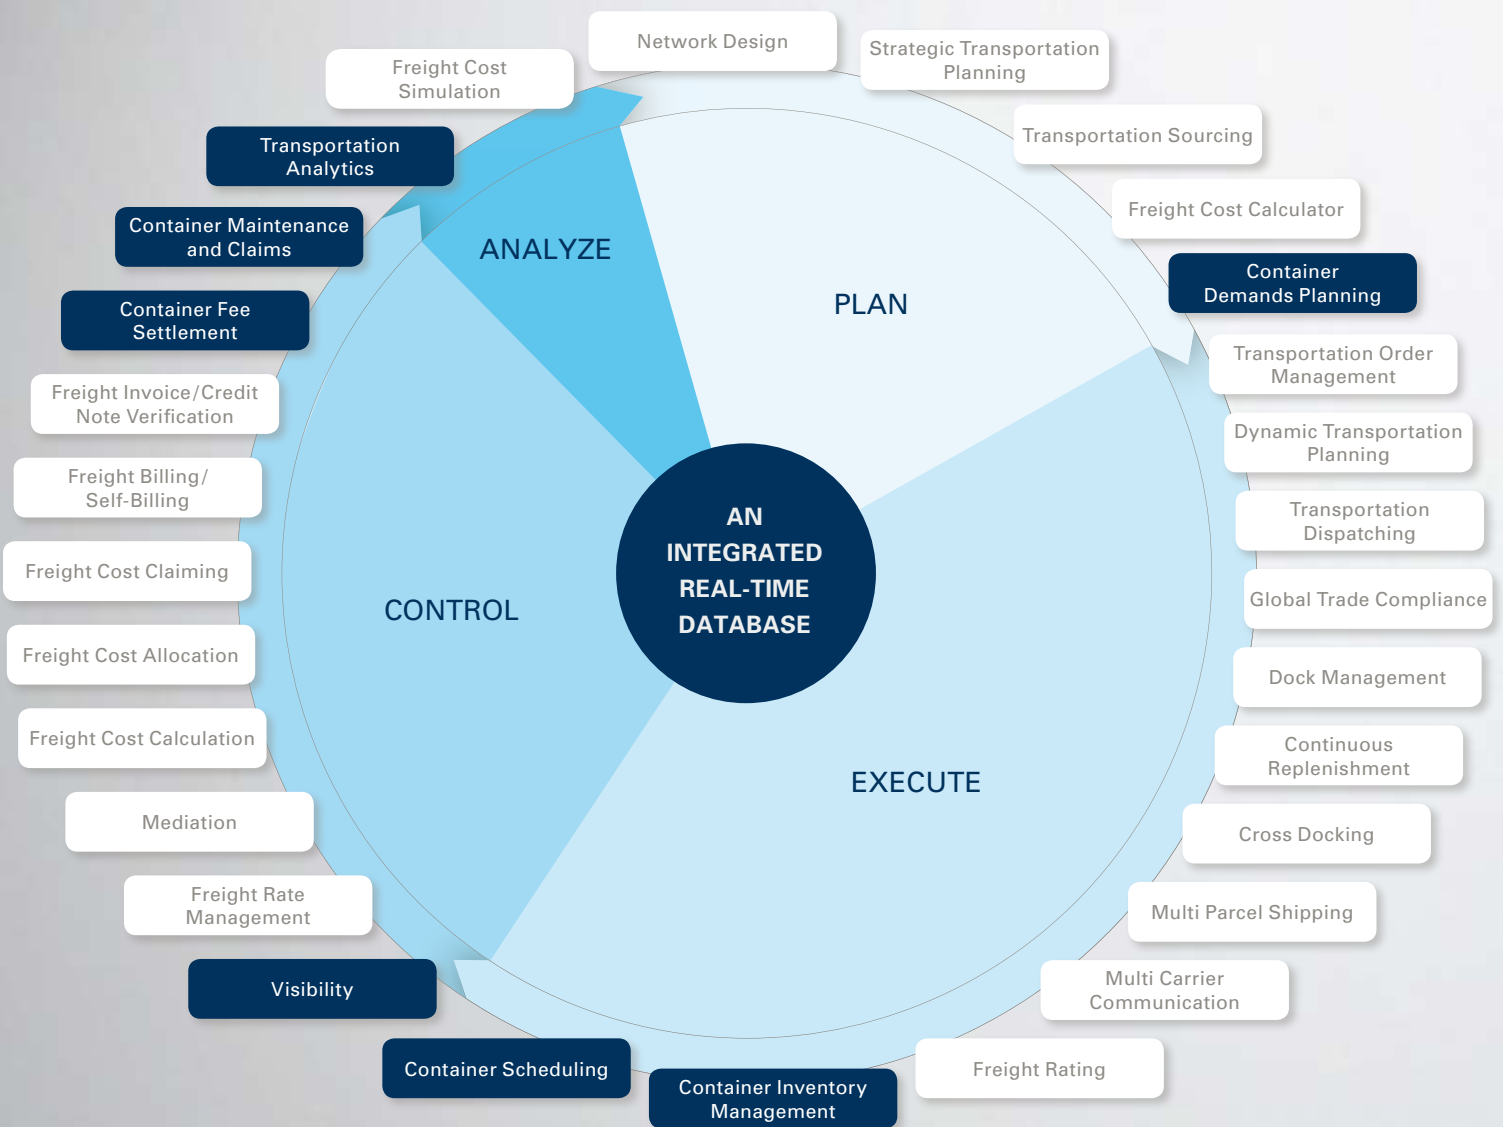 Network Design
Strategic Transportation
Planning
Transportation Sourcing
Freight Cost Calculator
Container
Demands Planning
Transportation Order
Management
Dynamic Transportation
Planning
Transportation
Dispatching
Global Trade Compliance
Dock Management
Continuous
Replenishment
Cross Docking
Multi Parcel Shipping
Multi Carrier
Communication
Freight Rating
Container Inventory
Management
Container Scheduling
Visibility
Freight Rate
Management
Mediation
Freight Cost Calculation
Freight Cost Allocation
Freight Cost Claiming
Freight Billing/
Self-Billing
Freight Invoice/Credit
Note Verification
Container Fee
Settlement
Container Maintenance
and Claims
Transportation
Analytics
Freight Cost
Simulation
ANALYZE
PLAN
CONTROL
EXECUTE
AN
INTEGRATED
REAL-TIME
DATABASE